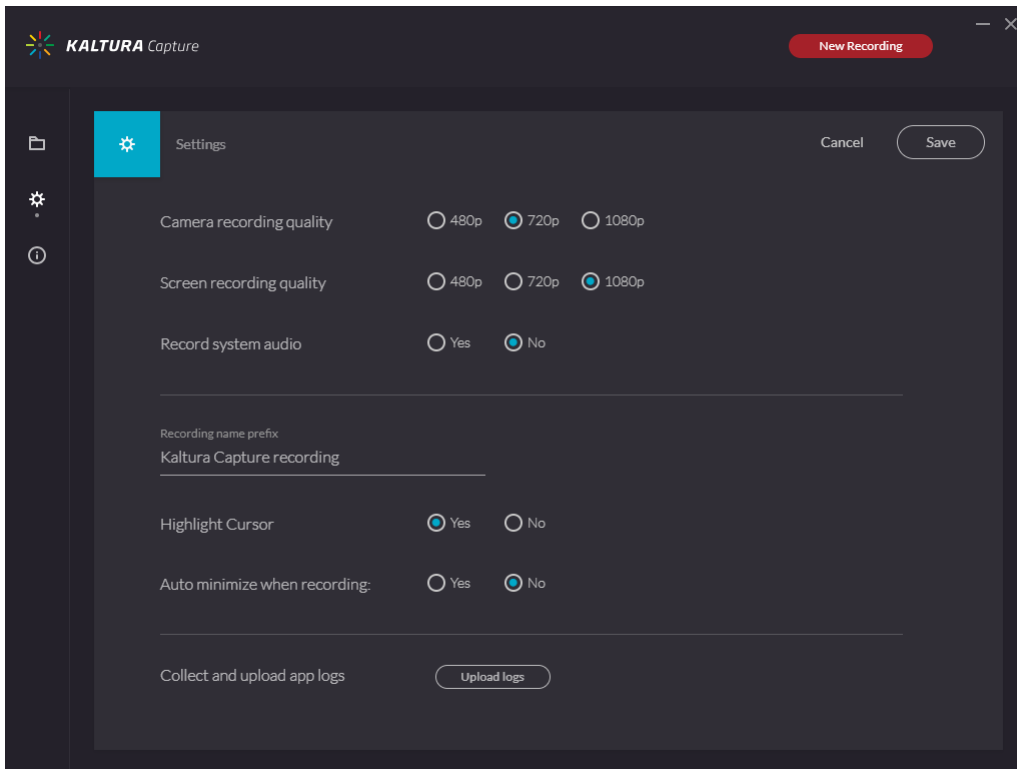 KALTURA Capture
New Recording
Settings
Cancel
Save
Camera recording quality
480p 720p 1080p
Screen recording quality
480p 720p 1080p
Record system audio
Yes No
Recording name prefix
Kaltura Capture recording
Highlight Cursor
Yes No
Auto minimize when recording:
Yes No
Collect and upload app logs
Upload logs